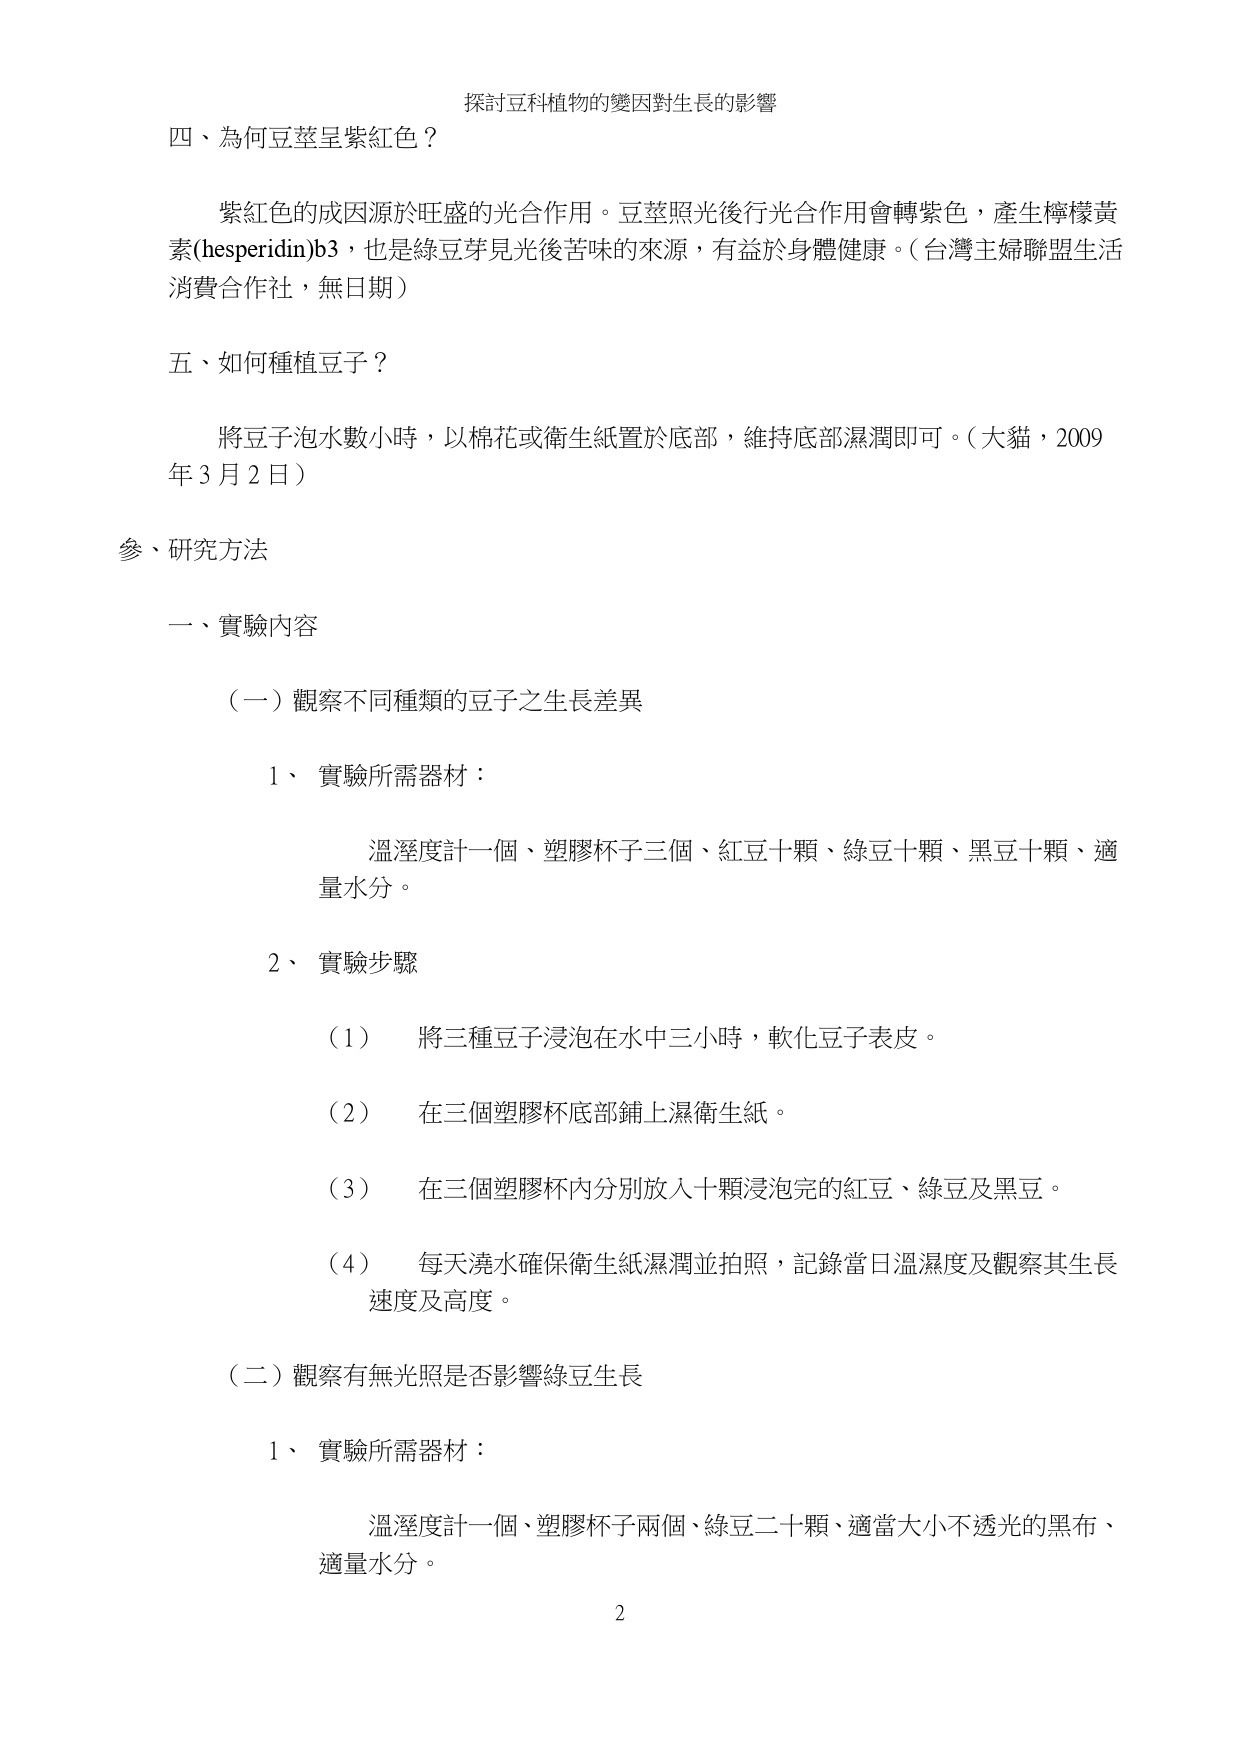 探討豆科植物的變因對生長的影響
四、為何豆莖呈紫紅色？
紫紅色的成因源於旺盛的光合作用。豆莖照光後行光合作用會轉紫色，產生檸檬黃
素(hesperidin)b3，也是綠豆芽見光後苦味的來源，有益於身體健康。（台灣主婦聯盟生活
消費合作社，無日期）
五、如何種植豆子？
將豆子泡水數小時，以棉花或衛生紙置於底部，維持底部濕潤即可。（大貓，2009
年 3 月 2 日）
參、研究方法
一、實驗內容
（一）觀察不同種類的豆子之生長差異
1、 實驗所需器材：
溫溼度計一個、塑膠杯子三個、紅豆十顆、綠豆十顆、黑豆十顆、適
量水分。
2、 實驗步驟
（1） 將三種豆子浸泡在水中三小時，軟化豆子表皮。
（2） 在三個塑膠杯底部鋪上濕衛生紙。
（3） 在三個塑膠杯內分別放入十顆浸泡完的紅豆、綠豆及黑豆。
（4） 每天澆水確保衛生紙濕潤並拍照，記錄當日溫濕度及觀察其生長
速度及高度。
（二）觀察有無光照是否影響綠豆生長
1、 實驗所需器材：
溫溼度計一個、塑膠杯子兩個、綠豆二十顆、適當大小不透光的黑布、
適量水分。
2